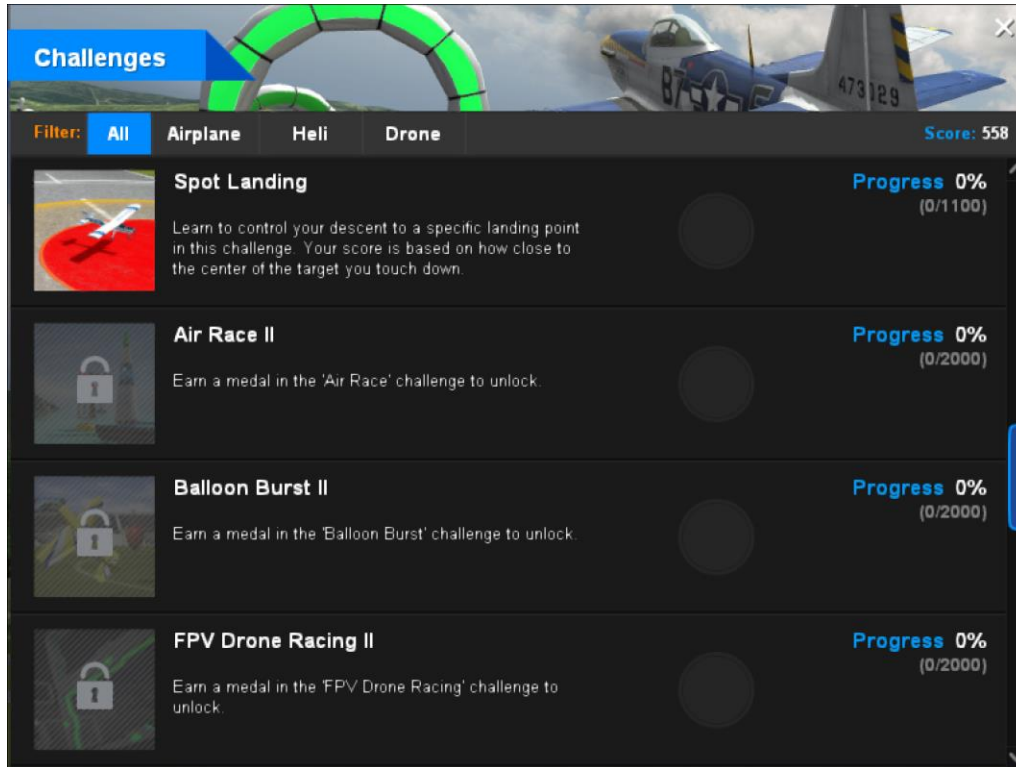 Challenges
B7
473029
Filter: All Airplane Heli Drone Score: 558
Spot Landing
Progress 0%
(0/1100)
Learn to control your descent to a specific landing point
in this challenge. Your score is based on how close to
the center of the target you touch down.
Air Race II
Progress 0%
(0/2000)
Earn a medal in the 'Air Race' challenge to unlock.
Balloon Burst II
Progress 0%
(0/2000)
Earn a medal in the 'Balloon Burst' challenge to unlock.
FPV Drone Racing II
Progress 0%
(0/2000)
Earn a medal in the 'FPV Drone Racing' challenge to
unlock.